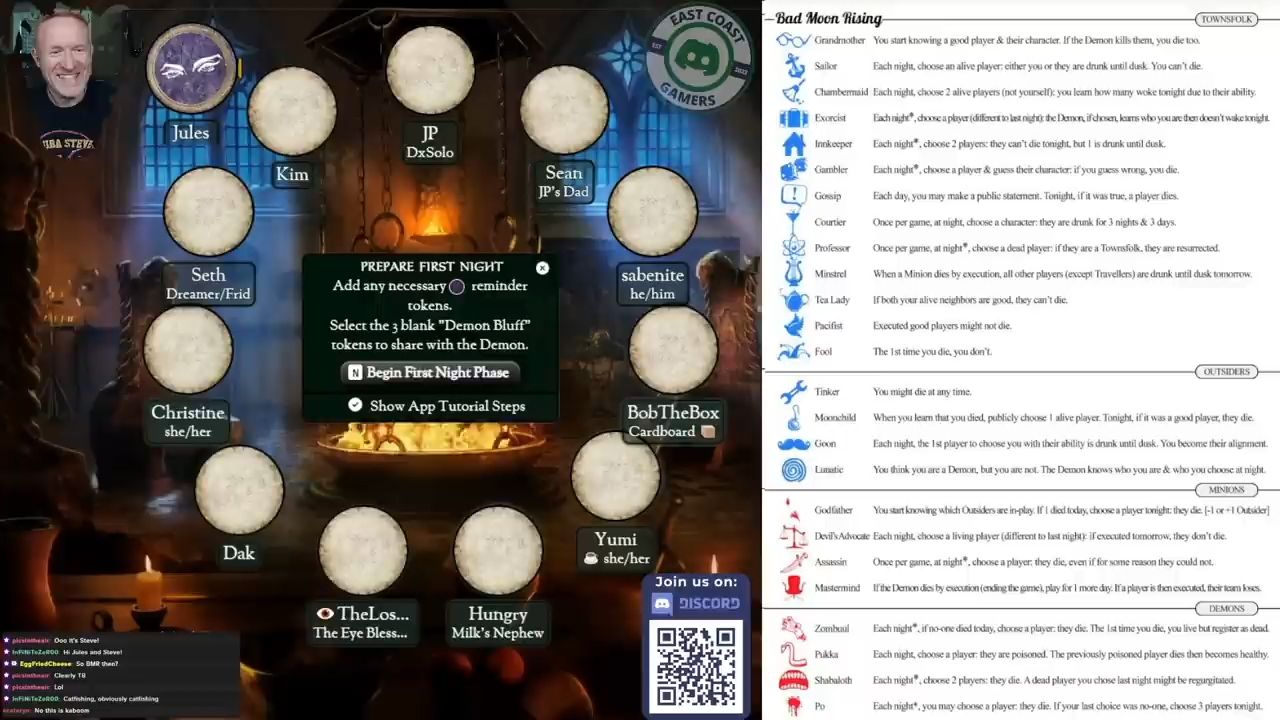 EAST COAST
EST
2022
GAMERS
Jules
Kim
JP
DxSolo
Sean
JP's Dad
Seth
Dreamer/Frid
sabenite
he/him
Christine
she/her
BobTheBox
Cardboard
Dak
Yumi
she/her
TheLos...
The Eye Bless...
Hungry
Milk's Nephew
PREPARE FIRST NIGHT
Add any necessary reminder
tokens.
Select the 3 blank "Demon Bluff"
tokens to share with the Demon.
N Begin First Night Phase
Show App Tutorial Steps
Join us on:
DISCORD
picsintheair: Ooo it's Steve!
InFiNiTeZeR00: Hi Jules and Steve!
EggFriedCheese: So BMR then?
picsintheair: Clearly TB
picsintheair: Lol
InFiNiTeZeR00: Catfishing, obviously catfishing
No this is kaboom
Bad Moon Rising
TOWNSFOLK
Grandmother You start knowing a good player & their character. If the Demon kills them, you die too.
Sailor Each night, choose an alive player: either you or they are drunk until dusk. You can't die.
Chambermaid Each night, choose 2 alive players (not yourself): you learn how many woke tonight due to their ability.
Exorcist Each night*, choose a player (different to last night): the Demon, if chosen, learns who you are then doesn't wake tonight.
Innkeeper Each night*, choose 2 players: they can't die tonight, but 1 is drunk until dusk.
Gambler Each night*, choose a player & guess their character: if you guess wrong, you die.
Gossip Each day, you may make a public statement. Tonight, if it was true, a player dies.
Courtier Once per game, at night, choose a character: they are drunk for 3 nights & 3 days.
Professor Once per game, at night*, choose a dead player: if they are a Townsfolk, they are resurrected.
Minstrel When a Minion dies by execution, all other players (except Travellers) are drunk until dusk tomorrow.
Tea Lady If both your alive neighbors are good, they can't die.
Pacifist Executed good players might not die.
Fool The 1st time you die, you don't.
OUTSIDERS
Tinker You might die at any time.
Moonchild When you learn that you died, publicly choose 1 alive player. Tonight, if it was a good player, they die.
Goon Each night, the 1st player to choose you with their ability is drunk until dusk. You become their alignment.
Lunatic You think you are a Demon, but you are not. The Demon knows who you are & who you choose at night.
MINIONS
Godfather You start knowing which Outsiders are in-play. If 1 died today, choose a player tonight: they die. [-1 or +1 Outsider]
Devil's Advocate Each night, choose a living player (different to last night): if executed tomorrow, they don't die.
Assassin Once per game, at night*, choose a player: they die, even if for some reason they could not.
Mastermind If the Demon dies by execution (ending the game), play for 1 more day. If a player is then executed, their team loses.
DEMONS
Zombuul Each night*, if no-one died today, choose a player: they die. The 1st time you die, you live but register as dead.
Pukka Each night, choose a player: they are poisoned. The previously poisoned player dies then becomes healthy.
Shabaloth Each night*, choose 2 players: they die. A dead player you chose last night might be regurgitated.
Po Each night*, you may choose a player: they die. If your last choice was no-one, choose 3 players tonight.